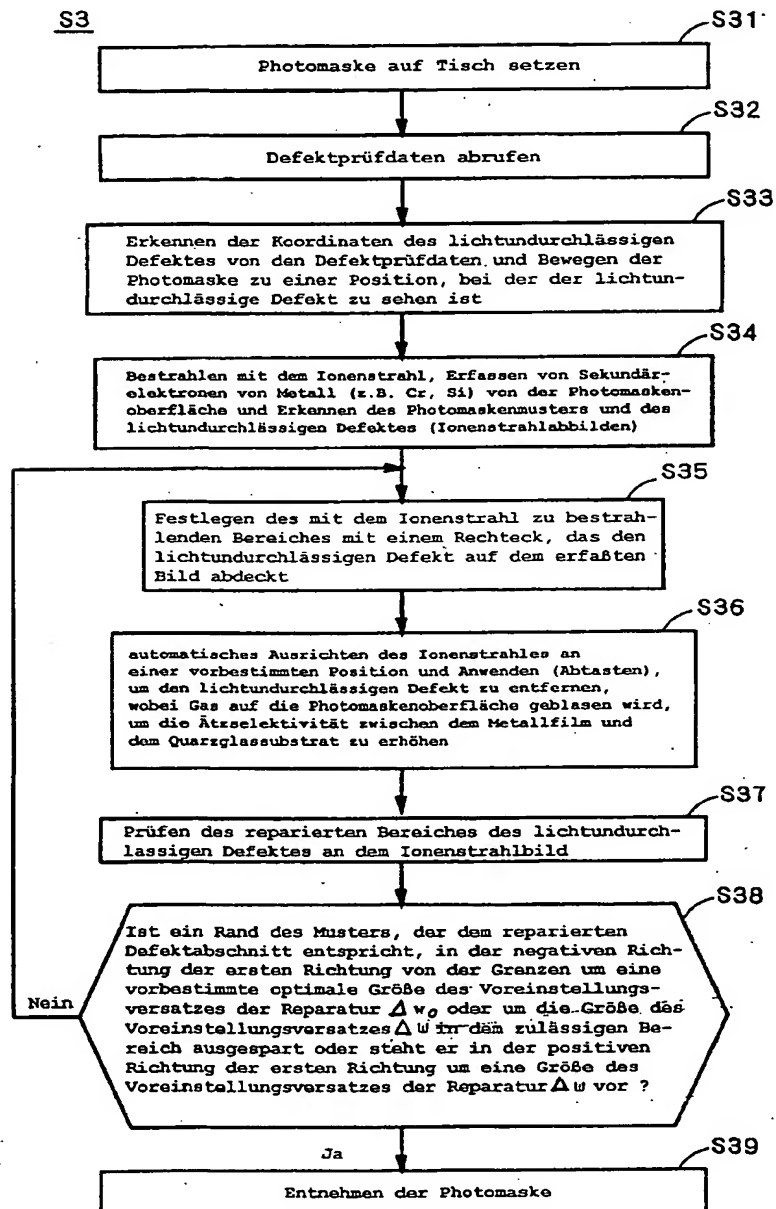 S3
S31
Photomaske auf Tisch setzen
S32
Defektprüfdaten abrufen
S33
Erkennen der Koordinaten des lichtundurchlässigen
Defektes von den Defektprüfdaten und Bewegen der
Photomaske zu einer Position, bei der der lichtun-
durchlässige Defekt zu sehen ist
S34
Bestrahlen mit dem Ionenstrahl, Erfassen von Sekundär-
elektronen von Metall (z.B. Cr, Si) von der Photomasken-
oberfläche und Erkennen des Photomaskenmusters und des
lichtundurchlässigen Defektes (Ionenstrahlabbilden)
S35
Festlegen des mit dem Ionenstrahl zu bestrah-
lenden Bereiches mit einem Rechteck, das den
lichtundurchlässigen Defekt auf dem erfaßten
Bild abdeckt
S36
automatisches Ausrichten des Ionenstrahles an
einer vorbestimmten Position und Anwenden (Abtasten),
um den lichtundurchlässigen Defekt zu entfernen,
wobei Gas auf die Photomaskenoberfläche geblasen wird,
um die Ätzselektivität zwischen dem Metallfilm und
dem Quarzglassubstrat zu erhöhen
S37
Prüfen des reparierten Bereiches des lichtundurch-
lassigen Defektes an dem Ionenstrahlbild
S38
Ist ein Rand des Musters, der dem reparierten
Defektabschnitt entspricht, in der negativen Rich-
tung der ersten Richtung von der Grenzen um eine
vorbestimmte optimale Größe des Voreinstellungs-
versatzes der Reparatur Δw₀ oder um die Größe des
Voreinstellungsversatzes Δw in den zulässigen Be-
reich ausgespart oder steht er in der positiven
Richtung der ersten Richtung um eine Größe des
Voreinstellungsversatzes der Reparatur Δw vor ?
Nein
Ja
S39
Entnehmen der Photomaske